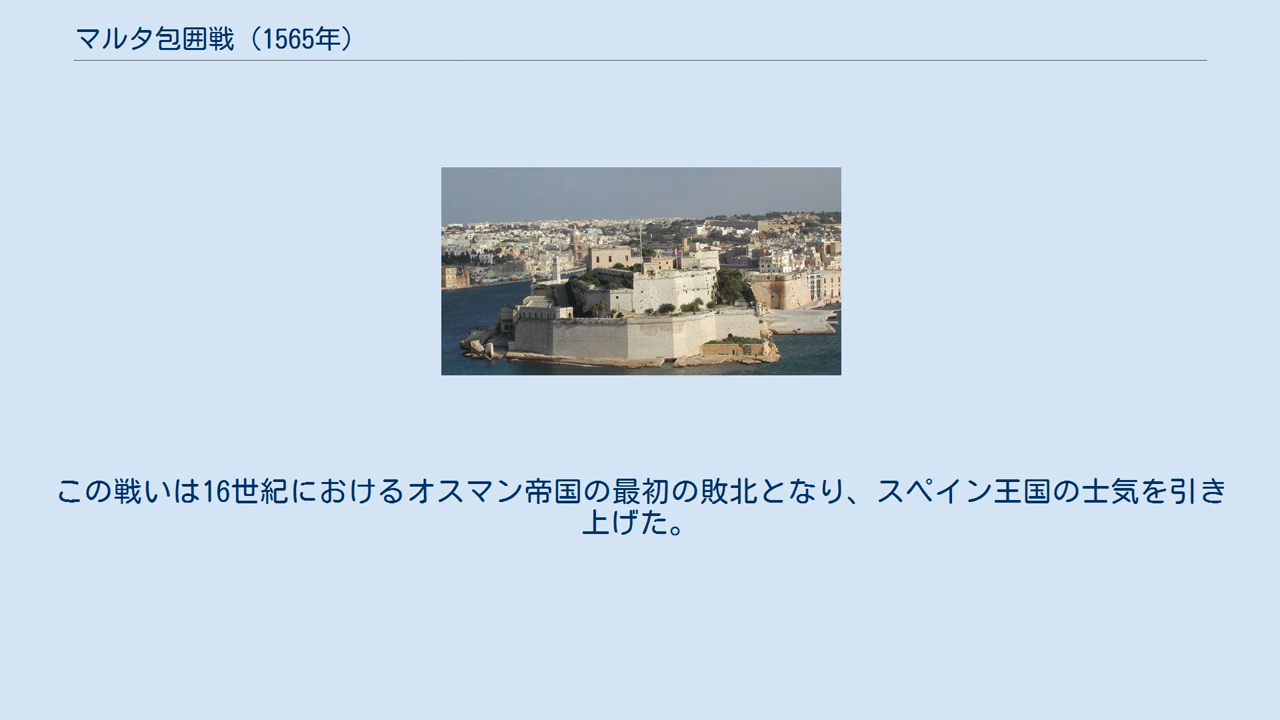 マルタ包囲戦（1565年）
この戦いは16世紀におけるオスマン帝国の最初の敗北となり、スペイン王国の士気を引き
上げた。